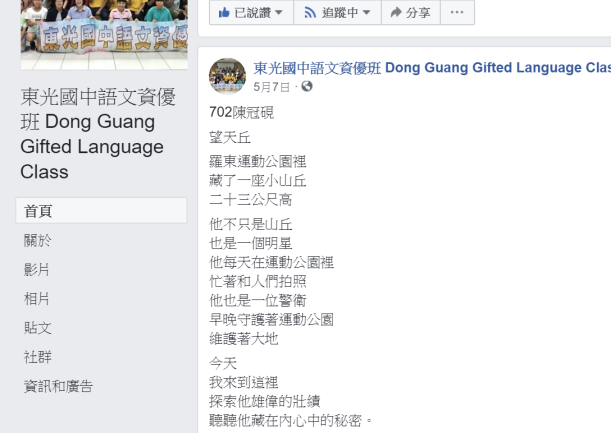 已說讚
追蹤中
分享
東光國中語文資優
東光國中語文資優班 Dong Guang Gifted Language Class
首頁
關於
影片
相片
貼文
社群
資訊和廣告
東光國中語文資優班 Dong Guang Gifted Language Clas
5月7日
702陳冠硯
望天丘
羅東運動公園裡
藏了一座小山丘
二十三公尺高
他不只是山丘
也是一個明星
他每天在運動公園裡
忙著和人們拍照
他也是一位警衛
早晚守護著運動公園
維護著大地
今天
我來到這裡
探索他雄偉的壯績
聽聽他藏在內心中的秘密。